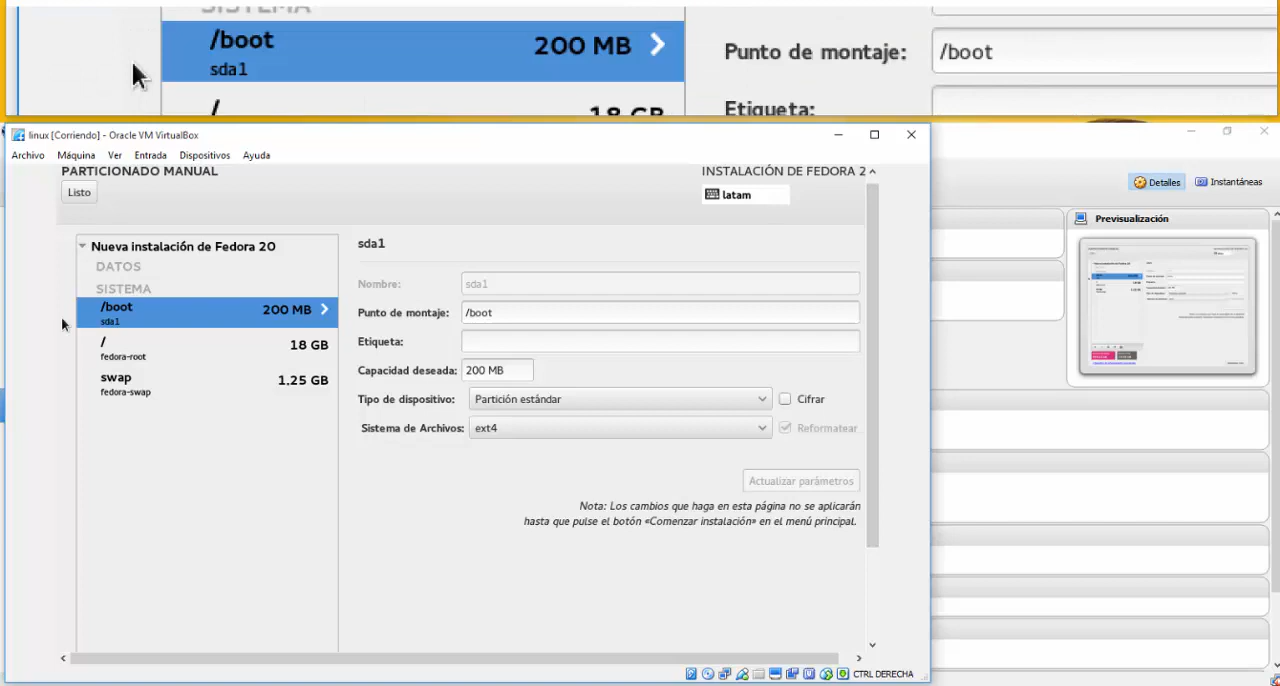 SISTEMA
/boot
200 MB
sda1
/
18 GB
Punto de montaje:
/boot
Etiqueta:
linux [Corriendo] - Oracle VM VirtualBox
Archivo Máquina Ver Entrada Dispositivos Ayuda
PARTICIONADO MANUAL
INSTALACIÓN DE FEDORA 2
Listo
latam
Nueva instalación de Fedora 20
DATOS
SISTEMA
/boot
200 MB
sda1
/
18 GB
fedora-root
swap
1.25 GB
fedora-swap
sda1
Nombre: sda1
Punto de montaje: /boot
Etiqueta:
Capacidad deseada: 200 MB
Tipo de dispositivo: Partición estándar Cifrar
Sistema de Archivos: ext4 Reformatear
Actualizar parámetros
Nota: Los cambios que haga en esta página no se aplicarán
hasta que pulse el botón «Comenzar instalación» en el menú principal.
CTRL DERECHA
Detalles Instantáneas
Previsualización